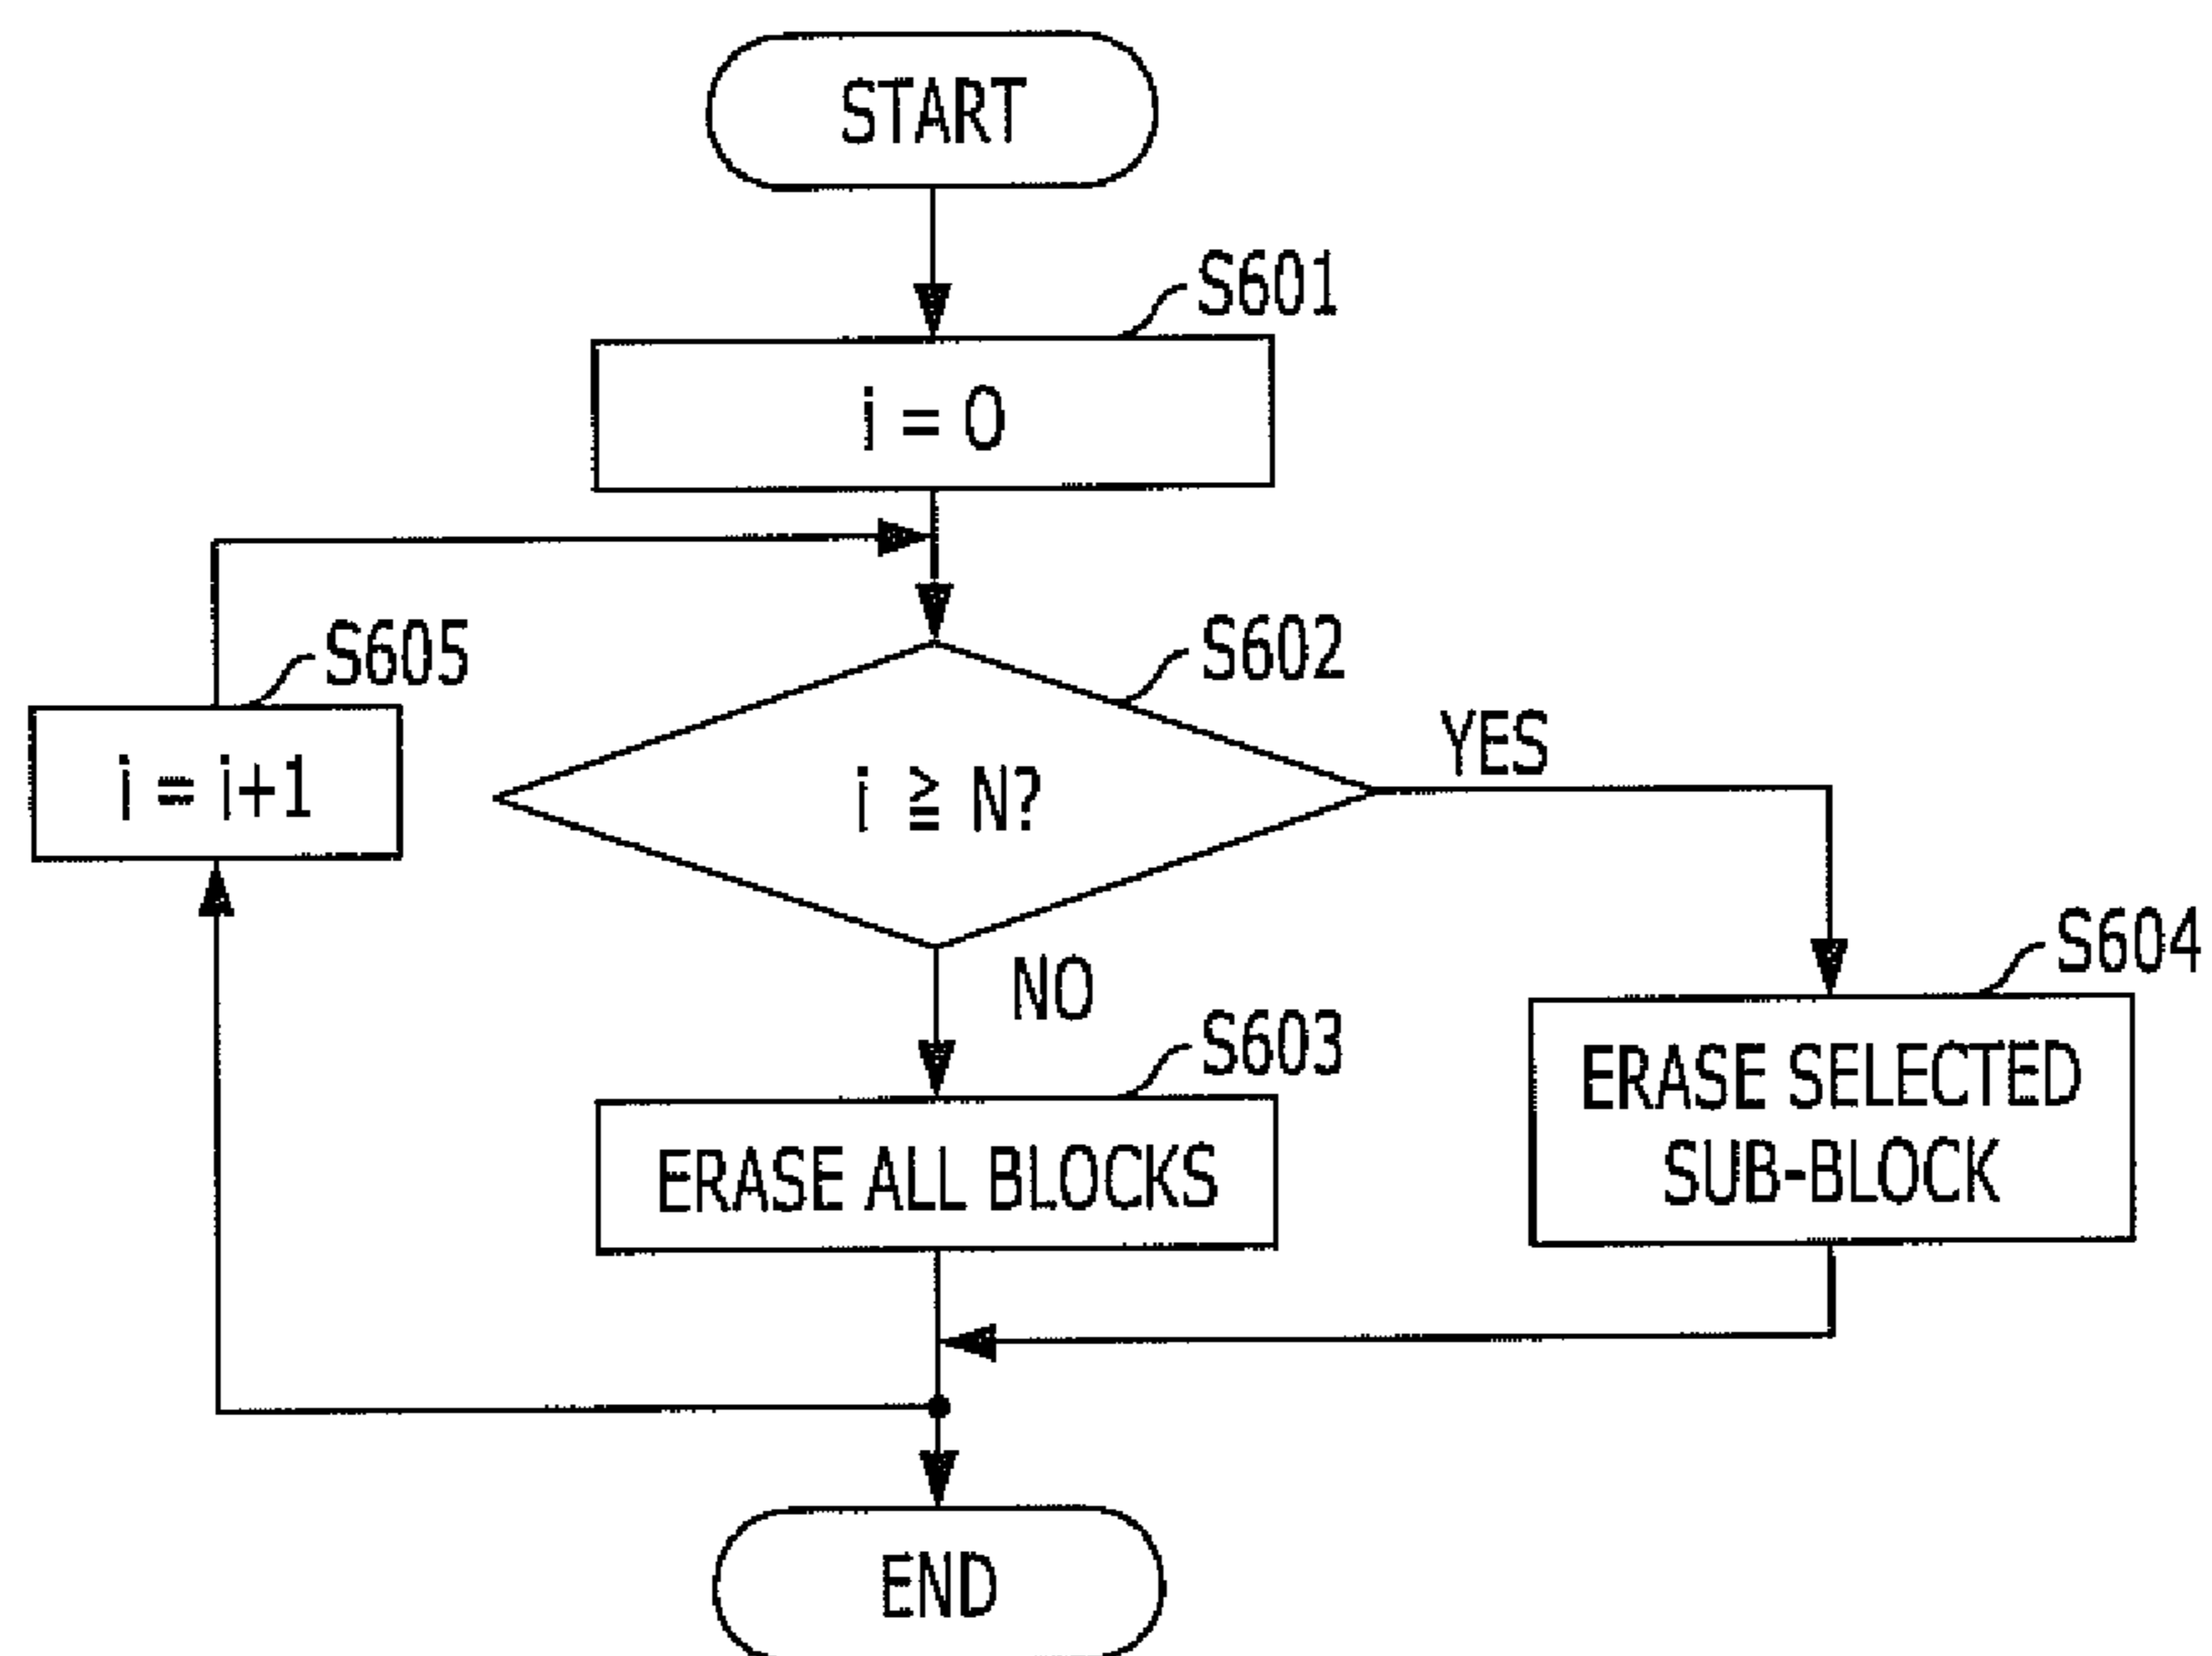 START
S601
i = 0
S605
S602
i = i+1
i ≧ N?
YES
S604
NO
S603
ERASE SELECTED
SUB-BLOCK
ERASE ALL BLOCKS
END